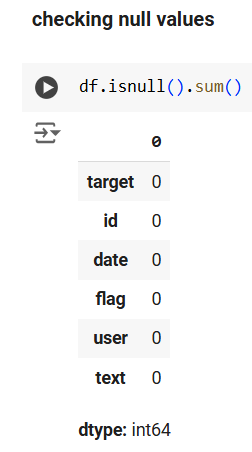 checking null values
df.isnull().sum()
0
target 0
id 0
date 0
flag 0
user 0
text 0
dtype: int64